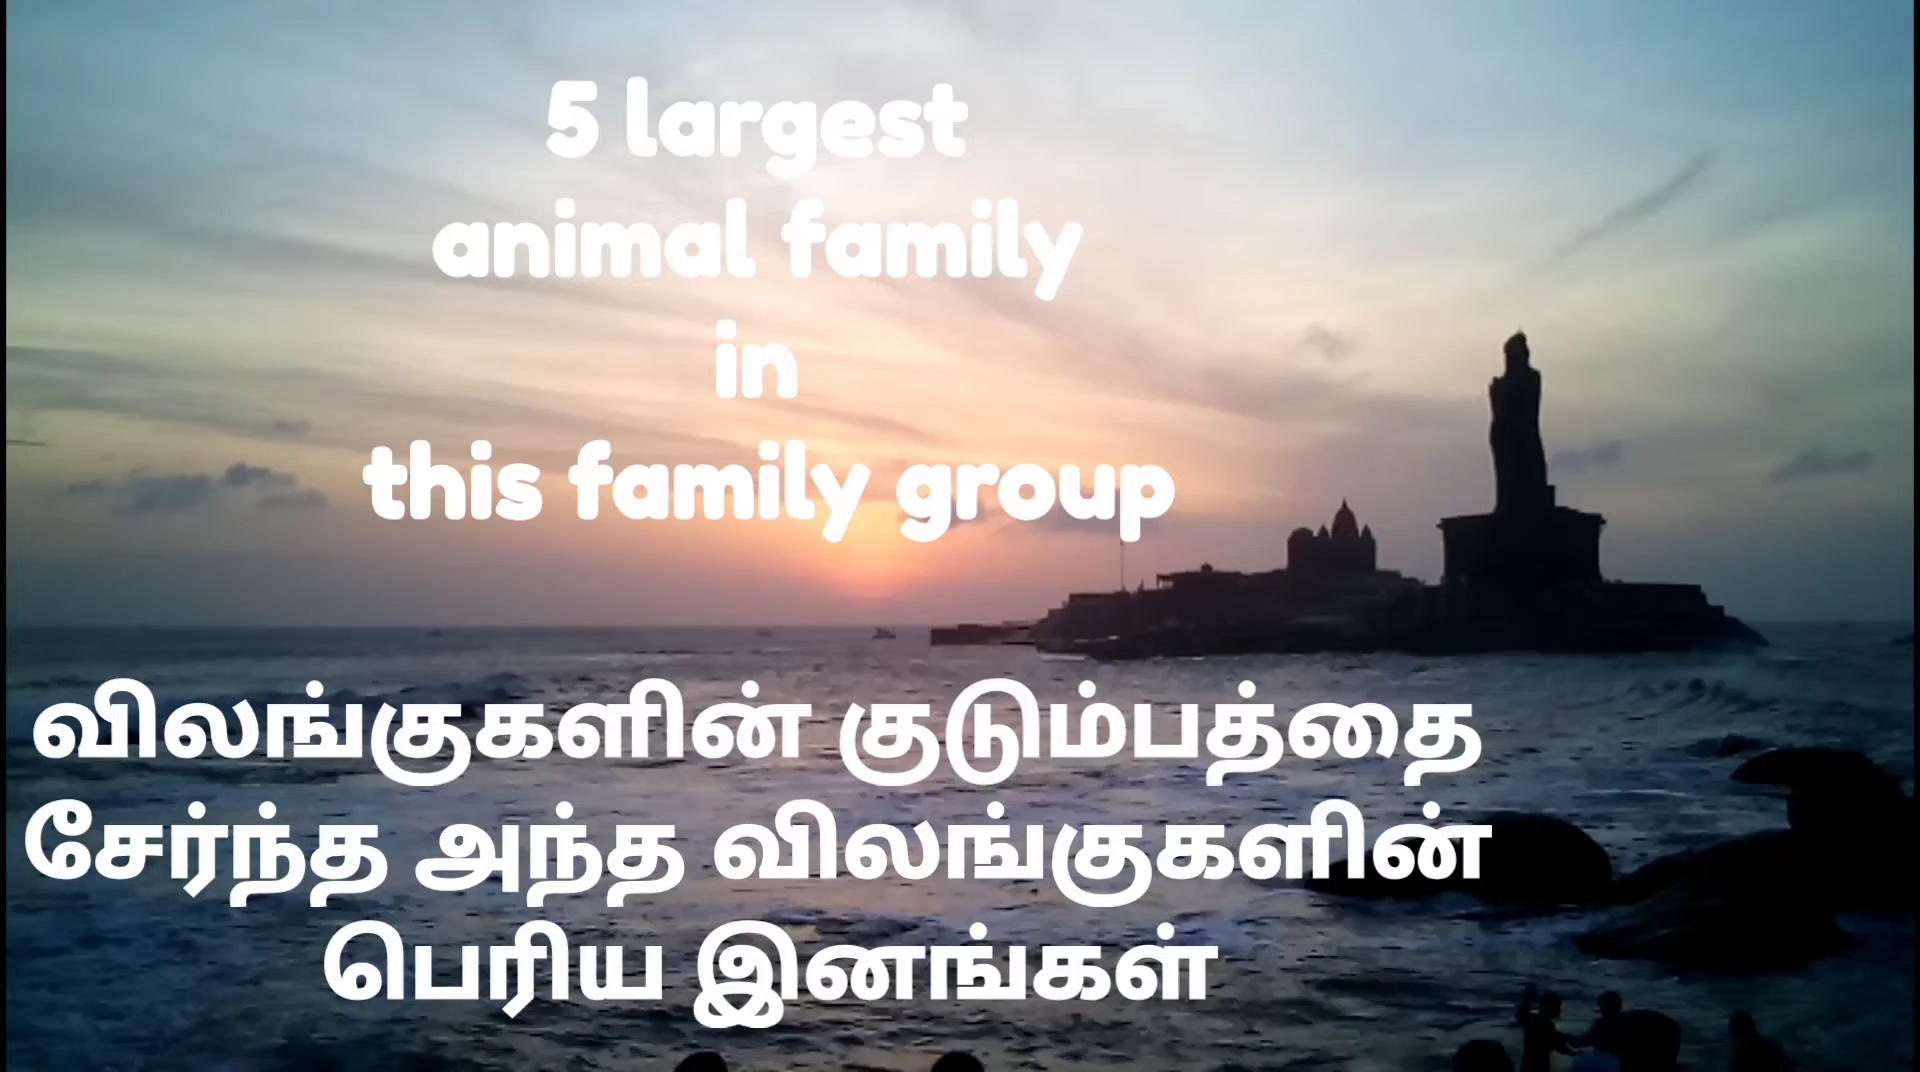 5 largest
animal family
in
this family group
விலங்குகளின் குடும்பத்தை
சேர்ந்த அந்த விலங்குகளின்
பெரிய இனங்கள்